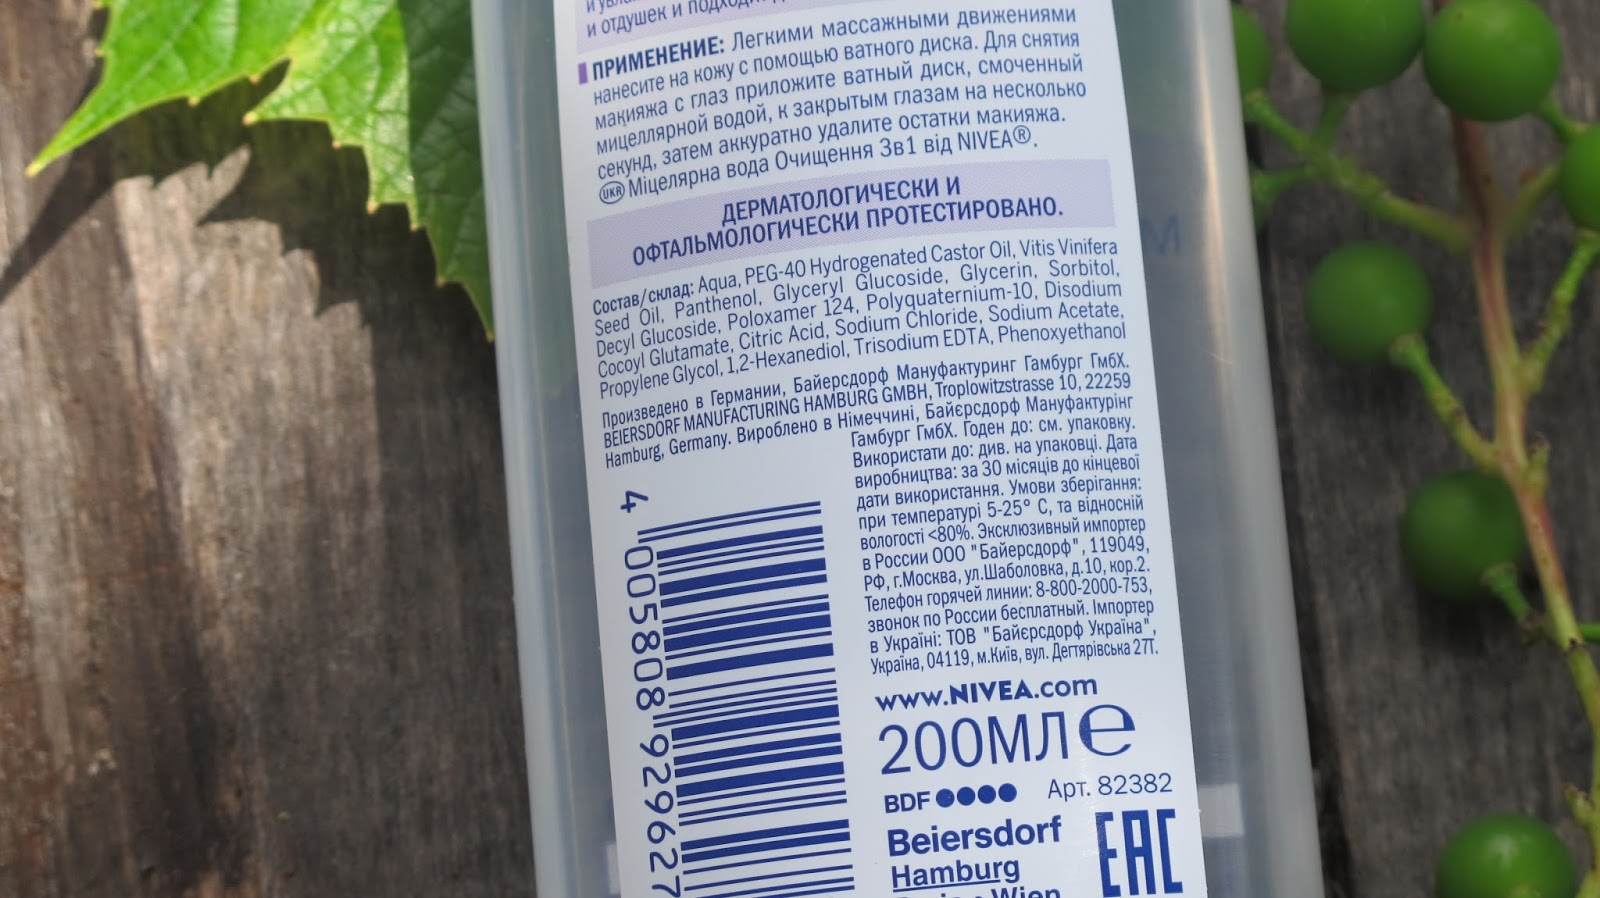 и отдушек и подходит
ПРИМЕНЕНИЕ: Легкими массажными движениями
нанесите на кожу с помощью ватного диска. Для снятия
макияжа с глаз приложите ватный диск, смоченный
мицеллярной водой, к закрытым глазам на несколько
секунд, затем аккуратно удалите остатки макияжа.
UKR Міцелярна вода Очищення 3в1 від NIVEA®.
ДЕРМАТОЛОГИЧЕСКИ И
ОФТАЛЬМОЛОГИЧЕСКИ ПРОТЕСТИРОВАНО.
Состав/склад: Aqua, PEG-40 Hydrogenated Castor Oil, Vitis Vinifera
Seed Oil, Panthenol, Glyceryl Glucoside, Glycerin, Sorbitol,
Decyl Glucoside, Poloxamer 124, Polyquaternium-10, Disodium
Cocoyl Glutamate, Citric Acid, Sodium Chloride, Sodium Acetate,
Propylene Glycol, 1,2-Hexanediol, Trisodium EDTA, Phenoxyethanol
Произведено в Германии, Байерсдорф Мануфактуринг Гамбург ГмбХ.
BEIERSDORF MANUFACTURING HAMBURG GMBH, Troplowitzstrasse 10, 22259
Hamburg, Germany. Вироблено в Німеччині, Байєрсдорф Мануфактурінг
Гамбург ГмбХ. Годен до: см. упаковку.
Використати до: див. на упаковці. Дата
виробництва: за 30 місяців до кінцевої
дати використання. Умови зберігання:
при температурі 5-25° С, та відносній
вологості <80%. Эксклюзивный импортер
в России ООО "Байерсдорф", 119049,
РФ, г.Москва, ул.Шаболовка, д.10, кор.2.
Телефон горячей линии: 8-800-2000-753,
звонок по России бесплатный. Імпортер
в Україні: ТОВ "Байєрсдорф Україна",
Україна, 04119, м.Київ, вул. Дегтярівська 27Т.
4 005808 929627
www.NIVEA.com
200МЛ e
BDF Арт. 82382
Beiersdorf
Hamburg
Wien
EAC